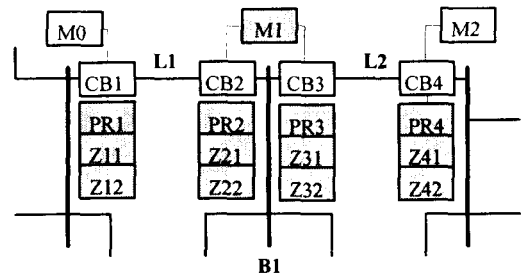 M0 M1 M2
L1 L2
CB1 CB2 CB3 CB4
PR1 PR2 PR3 PR4
Z11 Z21 Z31 Z41
Z12 Z22 Z32 Z42
B1